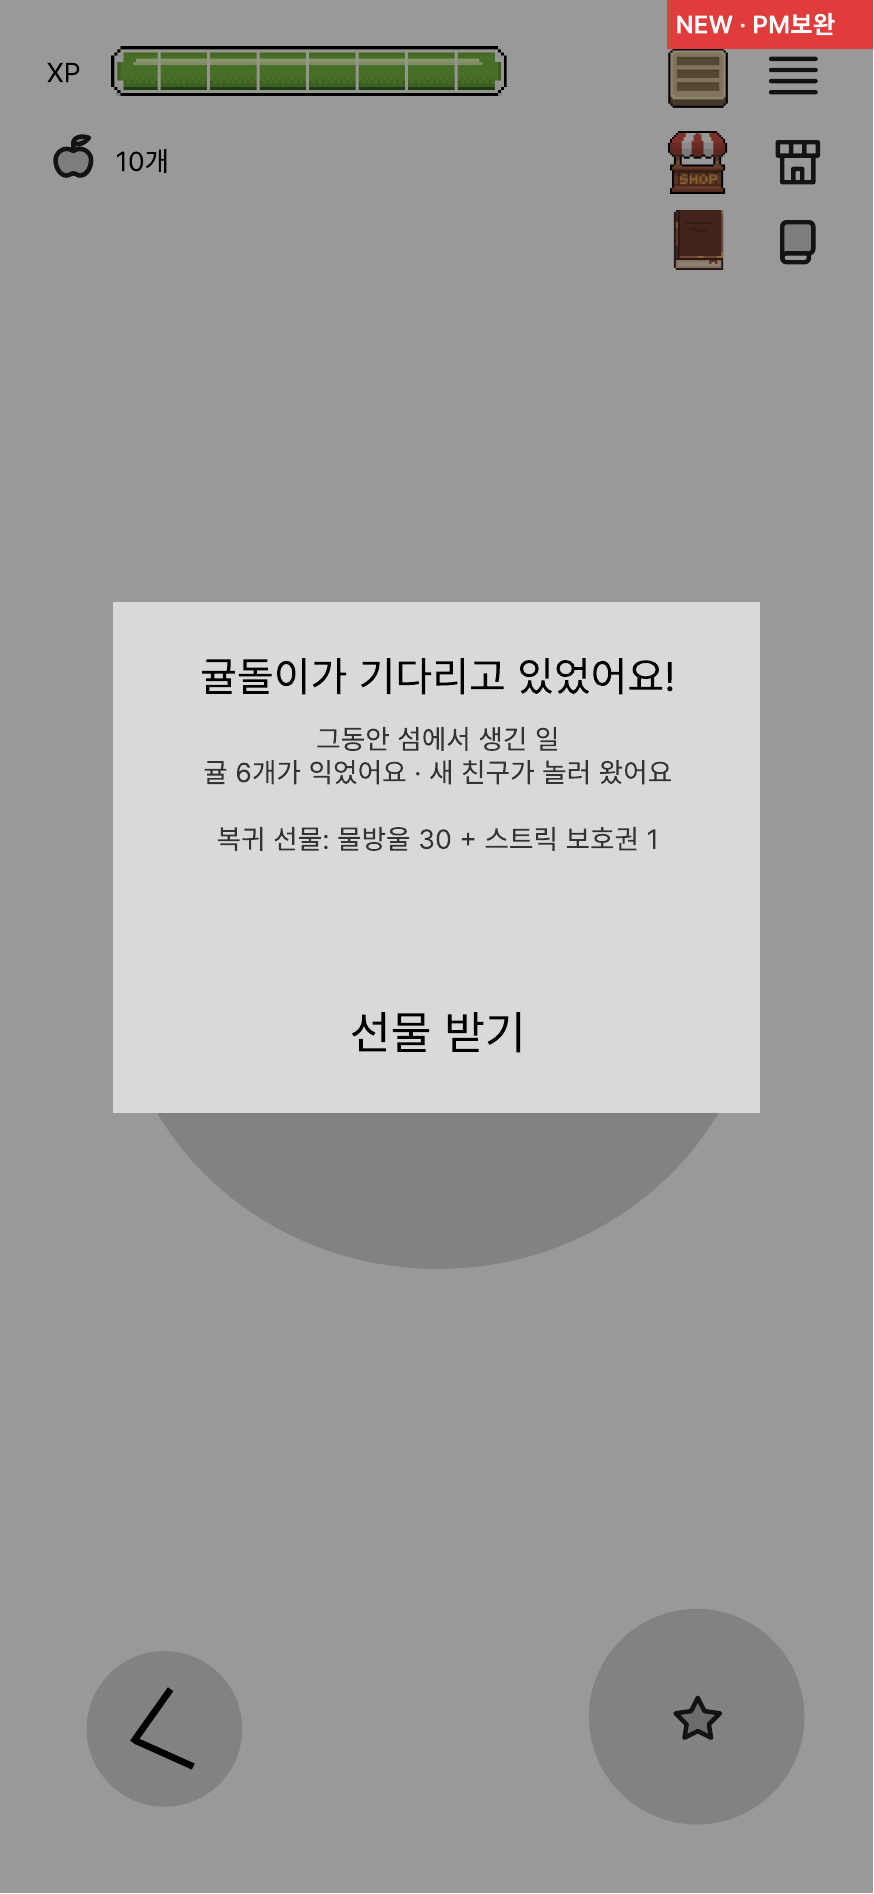 NEW · PM보완
XP
10개
SHOP
귤돌이가 기다리고 있었어요!
그동안 섬에서 생긴 일
귤 6개가 익었어요 · 새 친구가 놀러 왔어요
복귀 선물: 물방울 30 + 스트릭 보호권 1
선물 받기